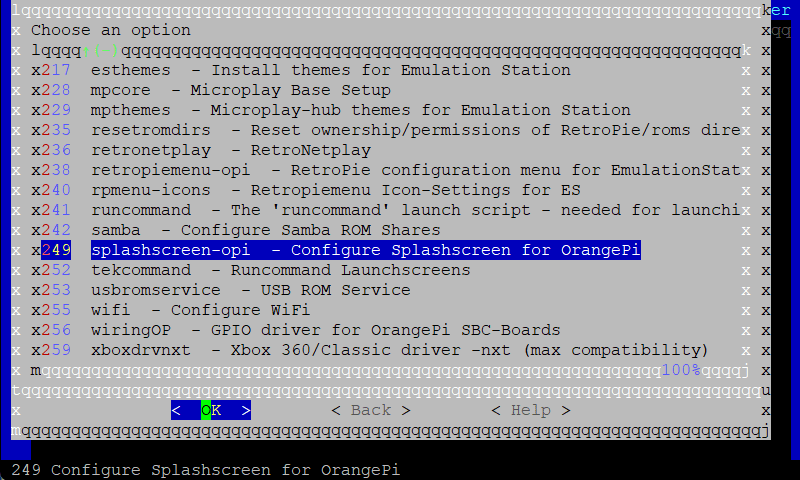 lqqqqqqqqqqqqqqqqqqqqqqqqqqqqqqqqqqqqqqqqqqqqqqqqqqqqqqqqqqqqqqqqqqqqqqqqqqker
x Choose an option x qq
x lqqqq↑(-)qqqqqqqqqqqqqqqqqqqqqqqqqqqqqqqqqqqqqqqqqqqqqqqqqqqqqqqqqqqqqqk x
x x217 esthemes - Install themes for Emulation Station x x
x x228 mpcore - Microplay Base Setup x x
x x229 mpthemes - Microplay-hub themes for Emulation Station x x
x x235 resetromdirs - Reset ownership/permissions of RetroPie/roms dire x x
x x236 retronetplay - RetroNetplay x x
x x238 retropiemenu-opi - RetroPie configuration menu for EmulationStat x x
x x240 rpmenu-icons - Retropiemenu Icon-Settings for ES x x
x x241 runcommand - The 'runcommand' launch script - needed for launchi x x
x x242 samba - Configure Samba ROM Shares x x
x x249 splashscreen-opi - Configure Splashscreen for OrangePi x x
x x252 tekcommand - Runcommand Launchscreens x x
x x253 usbromservice - USB ROM Service x x
x x255 wifi - Configure WiFi x x
x x256 wiringOP - GPIO driver for OrangePi SBC-Boards x x
x x259 xboxdrvnxt - Xbox 360/Classic driver -nxt (max compatibility) x x
x mqqqqqqqqqqqqqqqqqqqqqqqqqqqqqqqqqqqqqqqqqqqqqqqqqqqqqqqqqqqqqq100%qqqqj x
tqqqqqqqqqqqqqqqqqqqqqqqqqqqqqqqqqqqqqqqqqqqqqqqqqqqqqqqqqqqqqqqqqqqqqqqqqqu
x < OK > < Back > < Help > x
mqqqqqqqqqqqqqqqqqqqqqqqqqqqqqqqqqqqqqqqqqqqqqqqqqqqqqqqqqqqqqqqqqqqqqqqqqqj
249 Configure Splashscreen for OrangePi